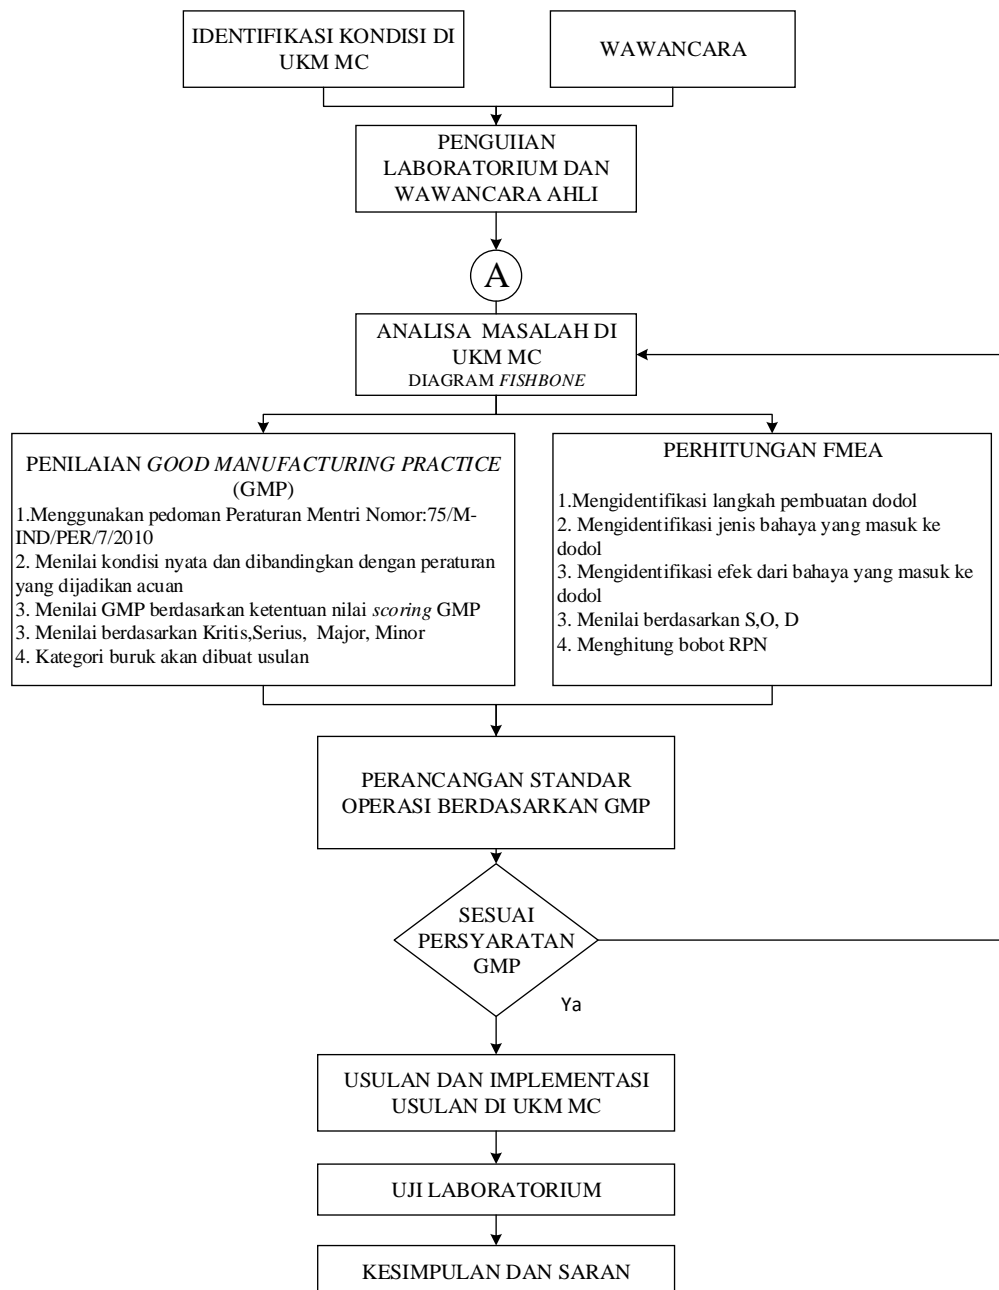 IDENTIFIKASI KONDISI DI
UKM MC
WAWANCARA
PENGUIIAN
LABORATORIUM DAN
WAWANCARA AHLI
A
ANALISA MASALAH DI
UKM MC
DIAGRAM FISHBONE
PENILAIAN GOOD MANUFACTURING PRACTICE
(GMP)
1.Menggunakan pedoman Peraturan Mentri Nomor:75/M-
IND/PER/7/2010
2. Menilai kondisi nyata dan dibandingkan dengan peraturan
yang dijadikan acuan
3. Menilai GMP berdasarkan ketentuan nilai scoring GMP
3. Menilai berdasarkan Kritis,Serius, Major, Minor
4. Kategori buruk akan dibuat usulan
PERHITUNGAN FMEA
1.Mengidentifikasi langkah pembuatan dodol
2. Mengidentifikasi jenis bahaya yang masuk ke
dodol
3. Mengidentifikasi efek dari bahaya yang masuk ke
dodol
3. Menilai berdasarkan S,O, D
4. Menghitung bobot RPN
PERANCANGAN STANDAR
OPERASI BERDASARKAN GMP
SESUAI
PERSYARATAN
GMP
Ya
USULAN DAN IMPLEMENTASI
USULAN DI UKM MC
UJI LABORATORIUM
KESIMPULAN DAN SARAN